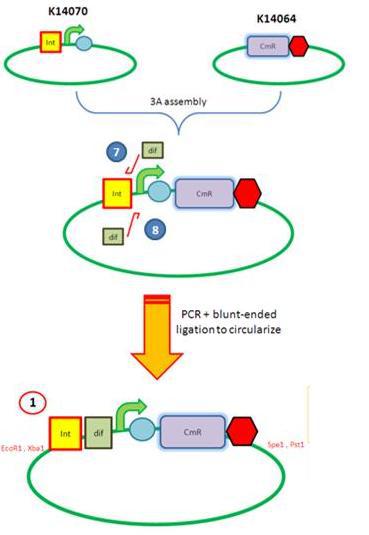 K14070
K14064
Int
CmR
3A assembly
7
dif
Int
CmR
dif
8
PCR + blunt-ended
ligation to circularize
1
Int
dif
CmR
EcoR1 , Xba1
Spe1 , Pst1